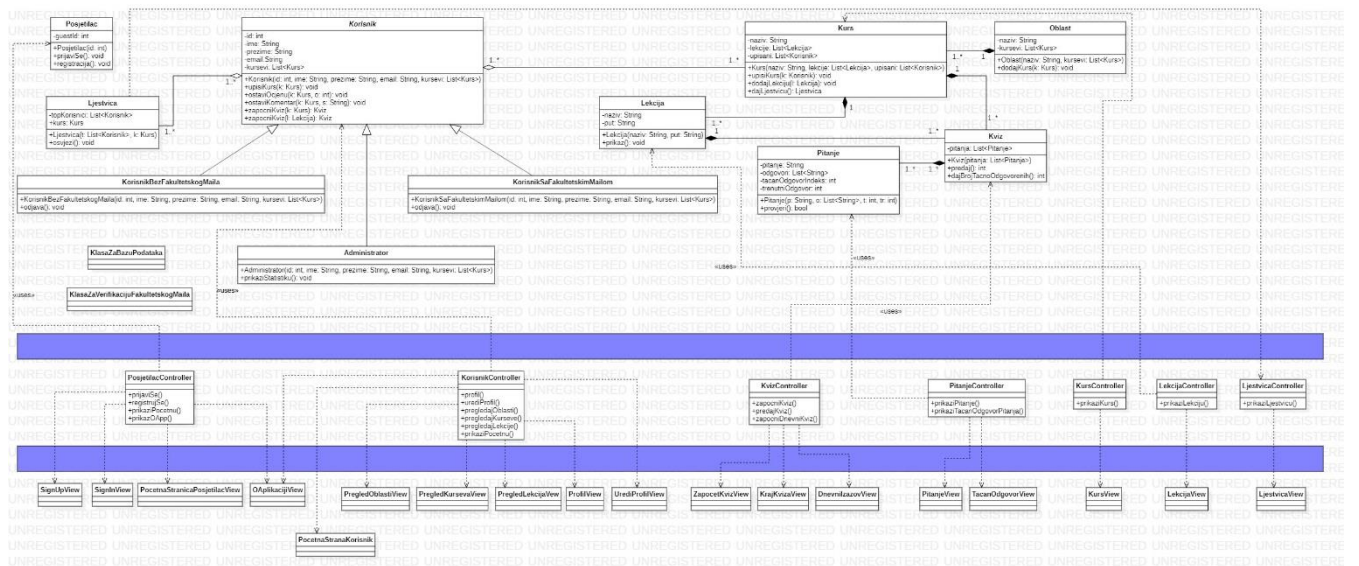 Posjetilac
-guestId: int
+Posjetilac(id: int)
+prijaviSe(): void
+registracija(): void
Korisnik
-id: int
-ime: String
-prezime: String
-email:String
-kursevi: List<Kurs>
+Korisnik(id: int, ime: String, prezime: String, email: String, kursevi: List<Kurs>)
+upisiKurs(k: Kurs): void
+ostaviOcjenu(k: Kurs, o: int): void
+ostaviKomentar(k: Kurs, s: String): void
+zapocniKviz(k: Kurs): Kviz
+zapocniKviz(l: Lekcija): Kviz
Kurs
-naziv: String
-lekcije: List<Lekcija>
-upisani: List<Korisnik>
+Kurs(naziv: String, lekcije: List<Lekcija>, upisani: List<Korisnik>)
+upisiKurs(k: Korisnik): void
+dodajLekciju(l: Lekcija): void
+dajLjestvicu(): Ljestvica
Oblast
-naziv: String
-kursevi: List<Kurs>
+Oblast(naziv: String, kursevi: List<Kurs>)
+dodajKurs(k: Kurs): void
Ljestvica
-topKorisnici: List<Korisnik>
-kurs: Kurs
+Ljestvica(t: List<Korisnik>, k: Kurs)
+osvjezi(): void
Lekcija
-naziv: String
-put: String
+Lekcija(naziv: String, put: String)
+prikaz(): void
Kviz
-pitanja: List<Pitanje>
+Kviz(pitanja: List<Pitanje>)
+predaj(): int
+dajBrojTacnoOdgovorenih(): int
Pitanje
-pitanje: String
-odgovori: List<String>
-tacanOdgovorIndeks: int
-trenutniOdgovor: int
+Pitanje(p: String, o: List<String>, t: int, tr: int)
+provjeri(): bool
KorisnikBezFakultetskogMaila
+KorisnikBezFakultetskogMaila(id: int, ime: String, prezime: String, email: String, kursevi: List<Kurs>)
+odjava(): void
KorisnikSaFakultetskimMailom
+KorisnikSaFakultetskimMailom(id: int, ime: String, prezime: String, email: String, kursevi: List<Kurs>)
+odjava(): void
KlasaZaBazuPodataka
Administrator
+Administrator(id: int, ime: String, prezime: String, email: String, kursevi: List<Kurs>)
+prikaziStatistiku(): void
KlasaZaVerifikacijuFakultetskogMaila
«uses»
«uses»
«uses»
«uses»
«uses»
PosjetilacController
+prijaviSe()
+registrujSe()
+prikaziPocetnu()
+prikazOApp()
KorisnikController
+profil()
+urediProfil()
+pregledajOblasti()
+pregledajKurseve()
+pregledajLekcije()
+prikaziPocetnu()
KvizController
+zapocniKviz()
+predajKviz()
+zapocniDnevniKviz()
PitanjeController
+prikaziPitanje()
+prikaziTacanOdgovorPitanja()
KursController
+prikaziKurs()
LekcijaController
+prikaziLekciju()
LjestvicaController
+prikaziLjestvicu()
SignUpView
SignInView
PocetnaStranicaPosjetilacView
OAplikacijiView
PregledOblastiView
PregledKursevaView
PregledLekcijaView
ProfilView
UrediProfilView
ZapocetKvizView
KrajKvizaView
DnevniIzazovView
PitanjeView
TacanOdgovorView
KursView
LekcijaView
LjestvicaView
PocetnaStranaKorisnik